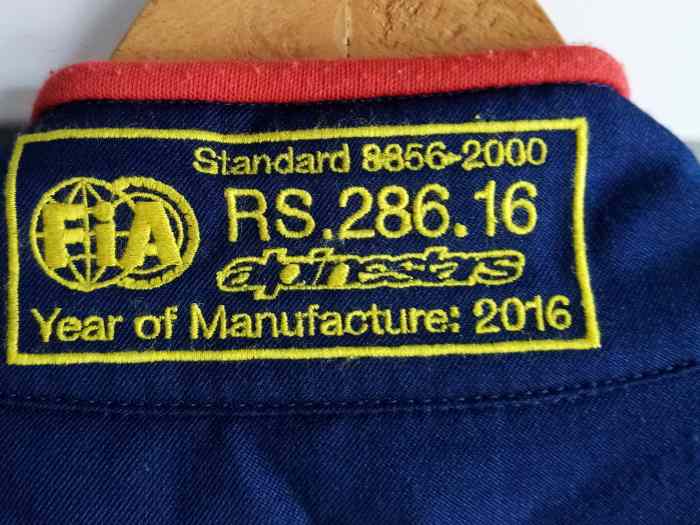 Standard 8856-2000
FiA
RS.286.16
alpinestars
Year of Manufacture: 2016